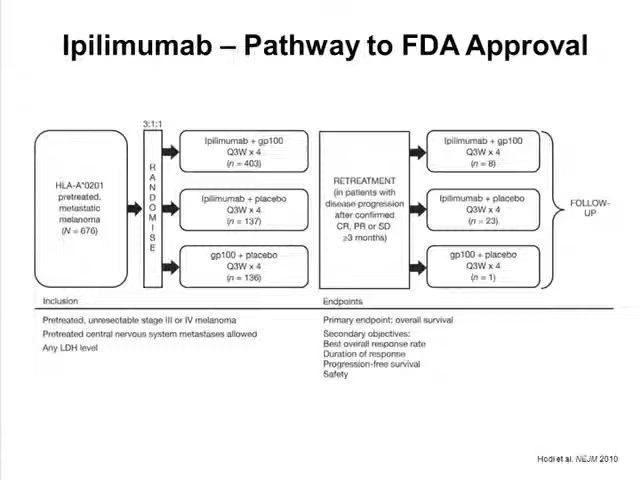 Ipilimumab – Pathway to FDA Approval
3:1:1
HLA-A*0201
pretreated,
metastatic
melanoma
(N = 676)
RANDOMISE
Ipilimumab + gp100
Q3W x 4
(n = 403)
Ipilimumab + placebo
Q3W x 4
(n = 137)
gp100 + placebo
Q3W x 4
(n = 136)
RETREATMENT
(in patients with
disease progression
after confirmed
CR, PR or SD
≥3 months)
Ipilimumab + gp100
Q3W x 4
(n = 8)
Ipilimumab + placebo
Q3W x 4
(n = 23)
gp100 + placebo
Q3W x 4
(n = 1)
FOLLOW-
UP
Inclusion
Pretreated, unresectable stage III or IV melanoma
Pretreated central nervous system metastases allowed
Any LDH level
Endpoints
Primary endpoint: overall survival
Secondary objectives:
Best overall response rate
Duration of response
Progression-free survival
Safety
Hodi et al. NEJM 2010